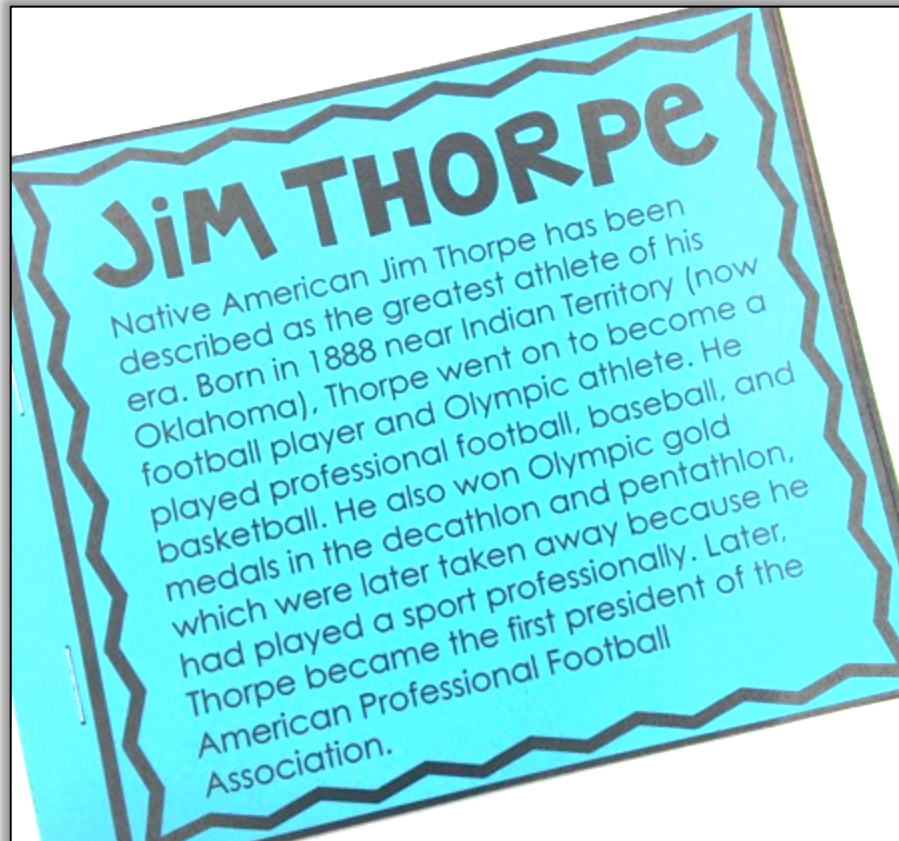 JiM THORPe
Native American Jim Thorpe has been
described as the greatest athlete of his
era. Born in 1888 near Indian Territory (now
Oklahoma), Thorpe went on to become a
football player and Olympic athlete. He
played professional football, baseball, and
basketball. He also won Olympic gold
medals in the decathlon and pentathlon,
which were later taken away because he
had played a sport professionally. Later,
Thorpe became the first president of the
American Professional Football
Association.